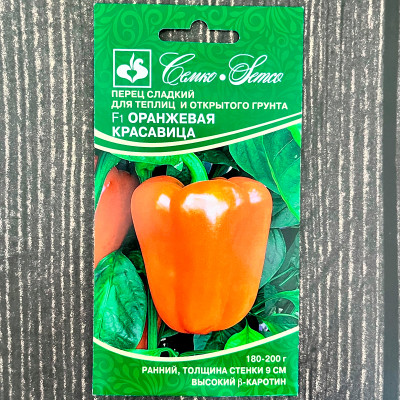 Семко · Semco
ПЕРЕЦ СЛАДКИЙ
ДЛЯ ТЕПЛИЦ И ОТКРЫТОГО ГРУНТА
F1 ОРАНЖЕВАЯ
КРАСАВИЦА
180-200 г
РАННИЙ, ТОЛЩИНА СТЕНКИ 9 СМ
ВЫСОКИЙ β-КАРОТИН